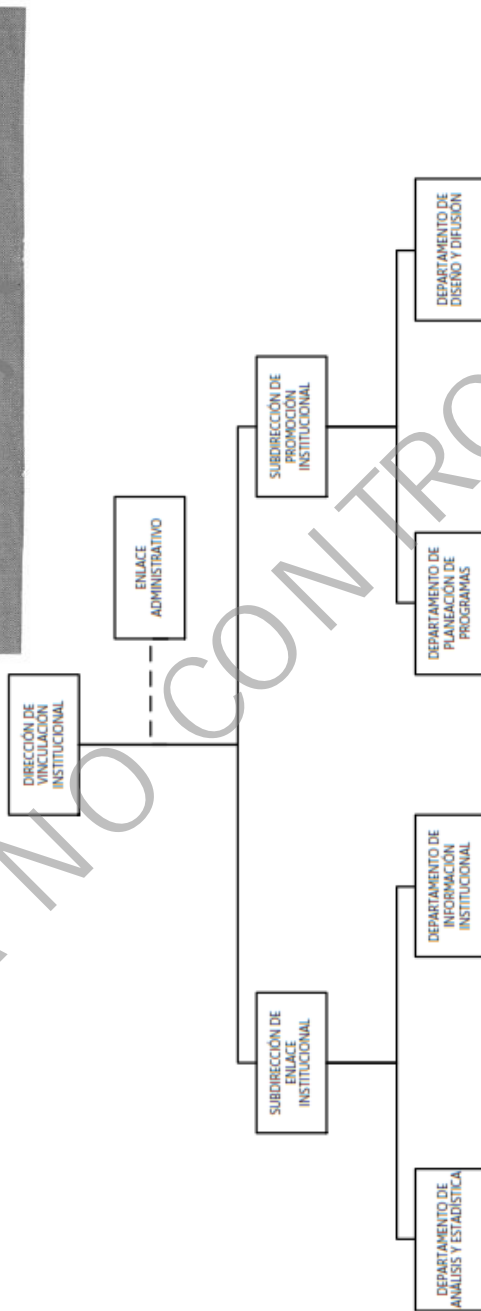 DIRECCIÓN DE
VINCULACIÓN
INSTITUCIONAL
ENLACE
ADMINISTRATIVO
SUBDIRECCIÓN DE
ENLACE
INSTITUCIONAL
SUBDIRECCIÓN DE
PROMOCIÓN
INSTITUCIONAL
DEPARTAMENTO DE
ANÁLISIS Y ESTADÍSTICA
DEPARTAMENTO DE
INFORMACIÓN
INSTITUCIONAL
DEPARTAMENTO DE
PLANEACIÓN DE
PROGRAMAS
DEPARTAMENTO DE
DISEÑO Y DIFUSIÓN
NO CONTRO